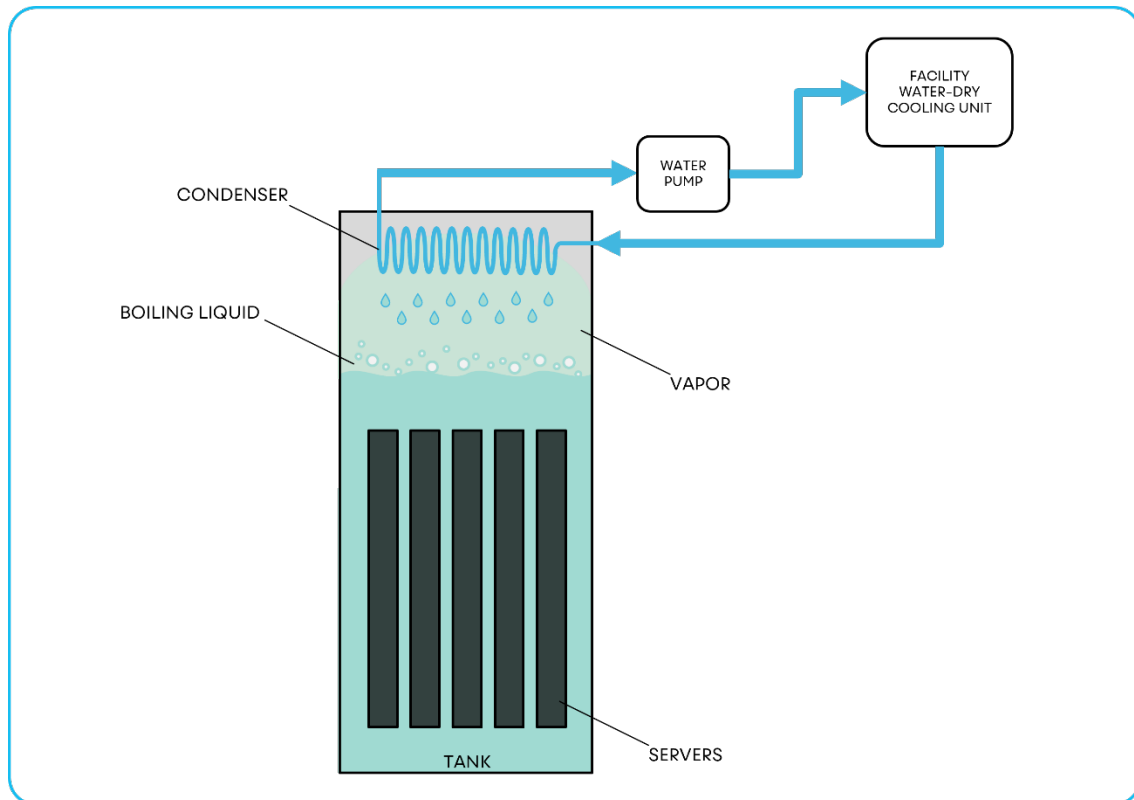 FACILITY
WATER-DRY
COOLING UNIT
WATER
PUMP
CONDENSER
BOILING LIQUID
VAPOR
SERVERS
TANK